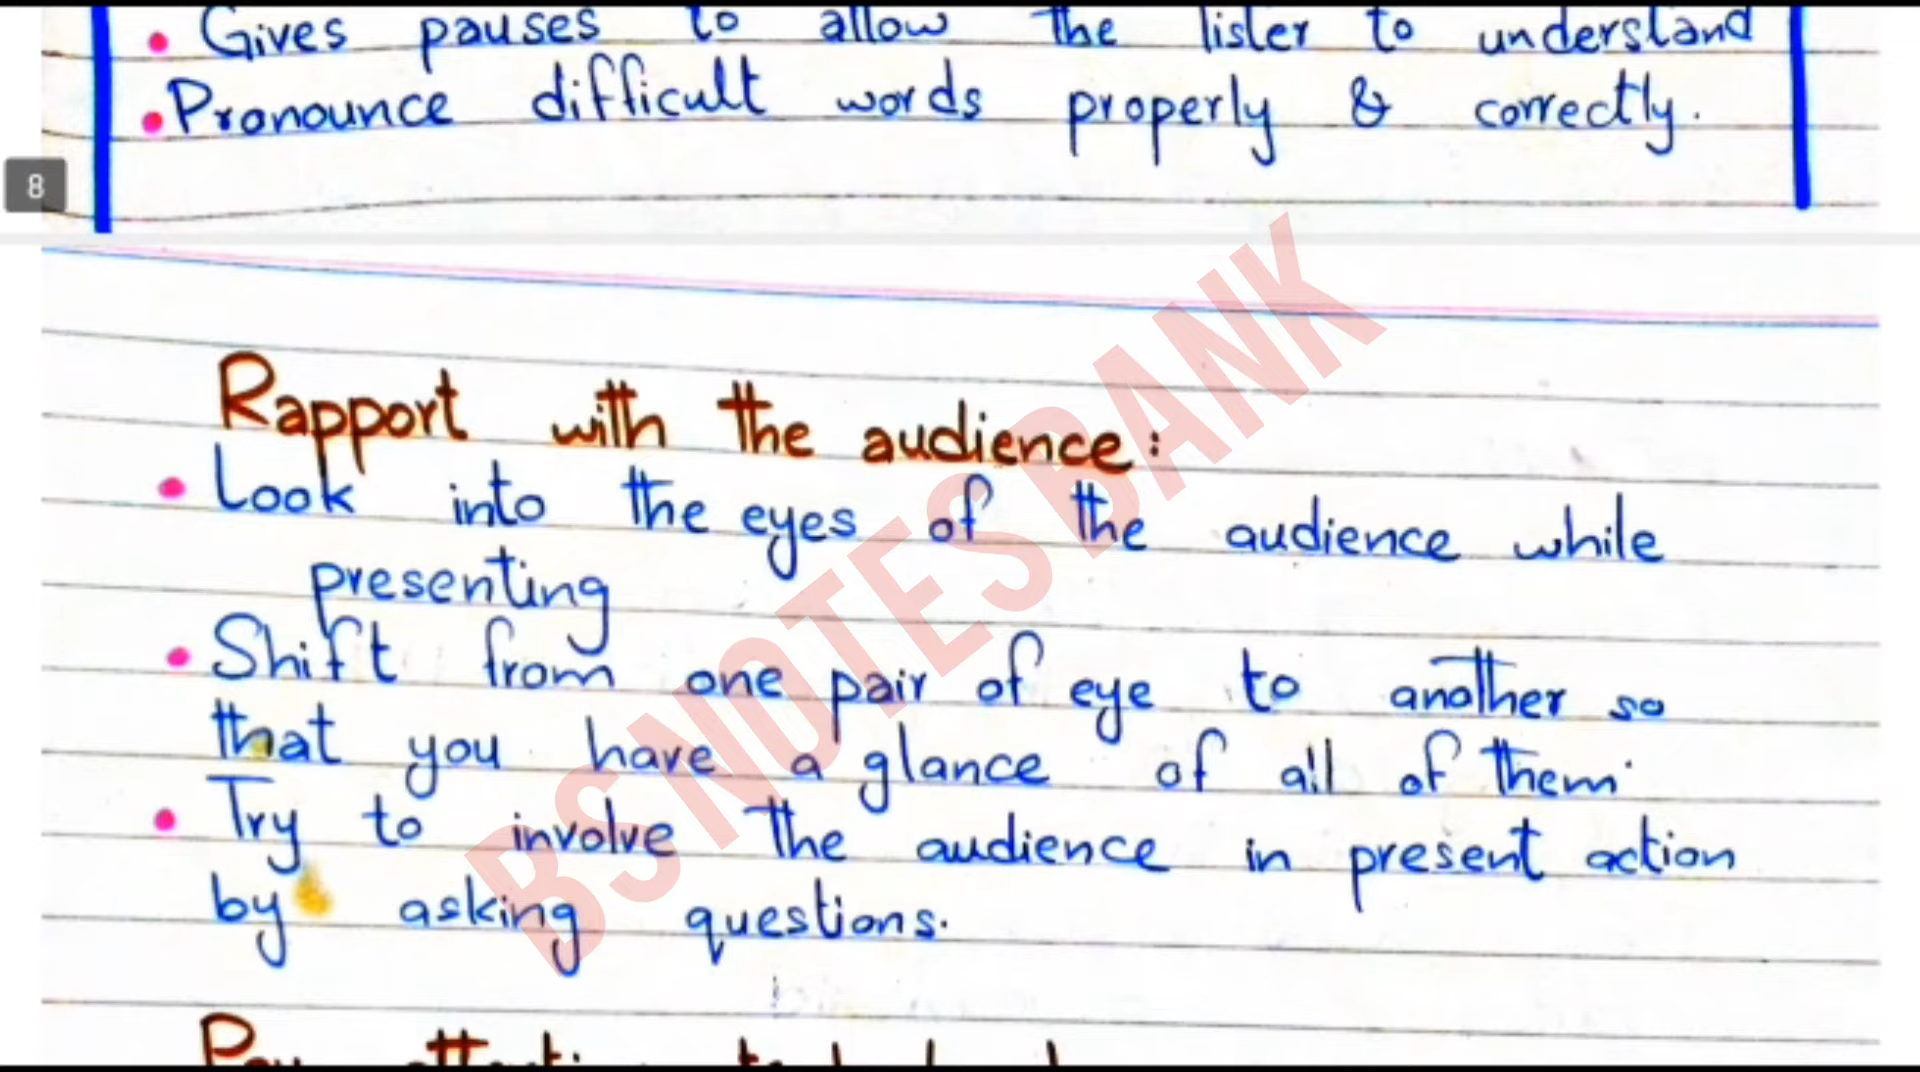 • Gives pauses to allow the lister to understand
• Pronounce difficult words properly & correctly.
8
Rapport with the audience:
• Look into the eyes of the audience while
presenting
• Shift from one pair of eye to another so
that you have a glance of all of them.
• Try to involve the audience in present action
by asking questions.
BS NOTES BANK